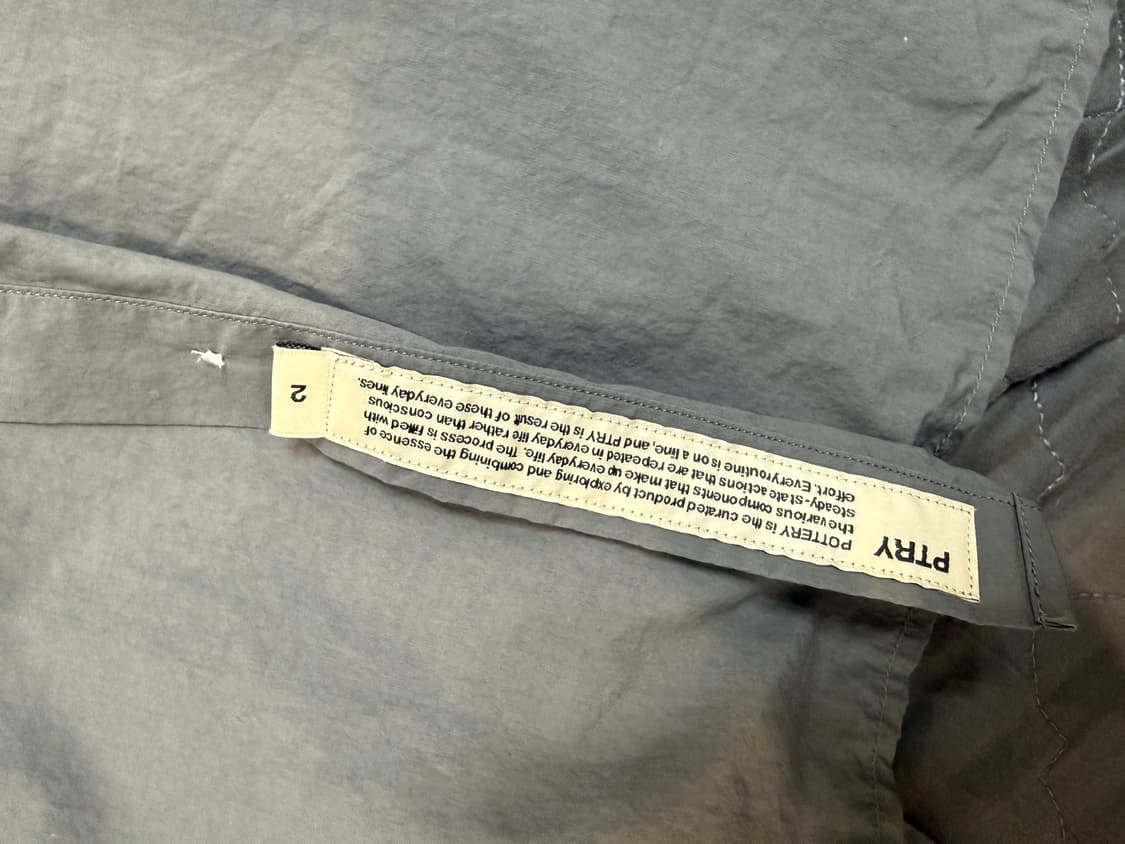 PTRY
POTTERY is the curated product by exploring and combining the essence of
the various components that make up everyday life. The process is filled with
steady-state actions that are repeated in everyday life rather than conscious
effort. Everyroutine is on a line, and PTRY is the result of these everyday lines.
2